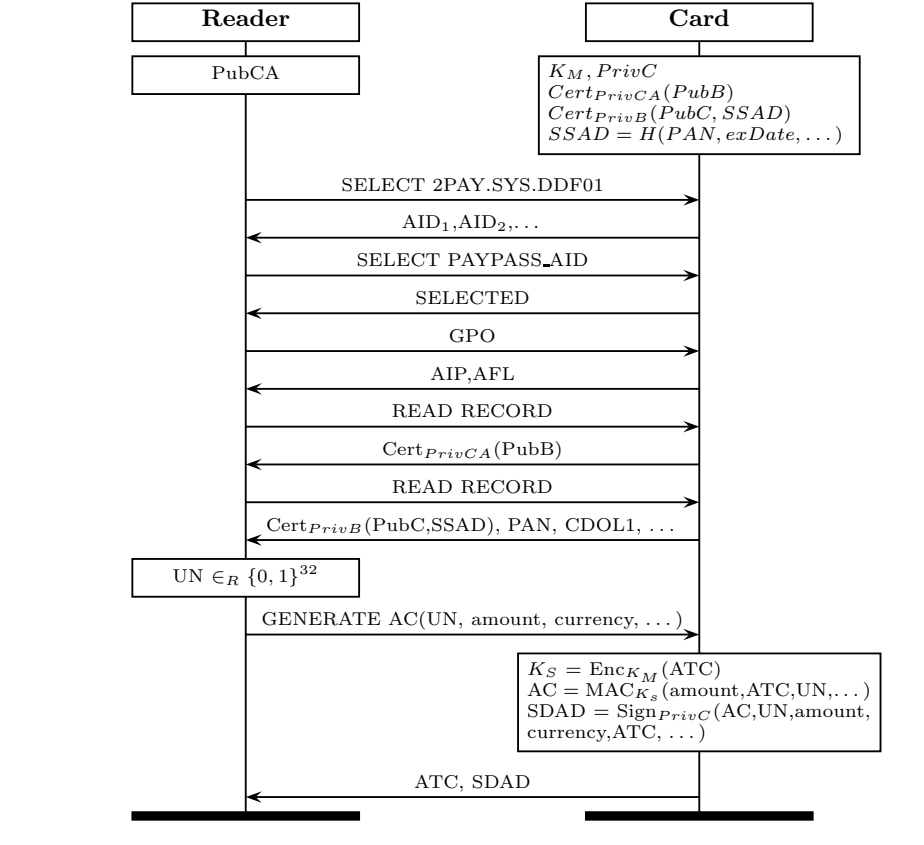 Reader
Card
PubCA
K_M, PrivC
Cert_PrivCA(PubB)
Cert_PrivB(PubC, SSAD)
SSAD = H(PAN, exDate, ...)
SELECT 2PAY.SYS.DDF01
AID₁,AID₂,...
SELECT PAYPASS_AID
SELECTED
GPO
AIP,AFL
READ RECORD
Cert_PrivCA(PubB)
READ RECORD
Cert_PrivB(PubC,SSAD), PAN, CDOL1, ...
UN ∈_R {0, 1}³²
GENERATE AC(UN, amount, currency, ...)
K_S = Enc_K_M(ATC)
AC = MAC_K_s(amount,ATC,UN,...)
SDAD = Sign_PrivC(AC,UN,amount,
currency,ATC, ...)
ATC, SDAD